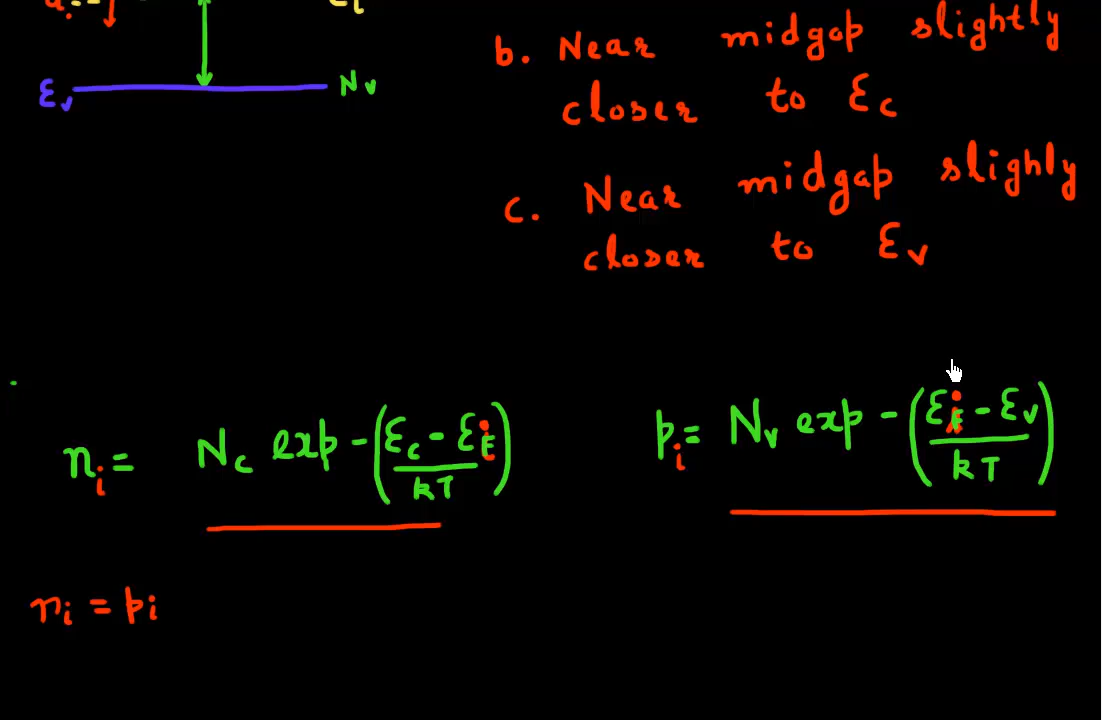 b. Near midgap slightly
closer to Ec
Ev Nv
c. Near midgap slighly
closer to Ev
ni = Nc exp -(Ec - Ei/kT)
pi = Nv exp -(Ei - Ev/kT)
ni = pi